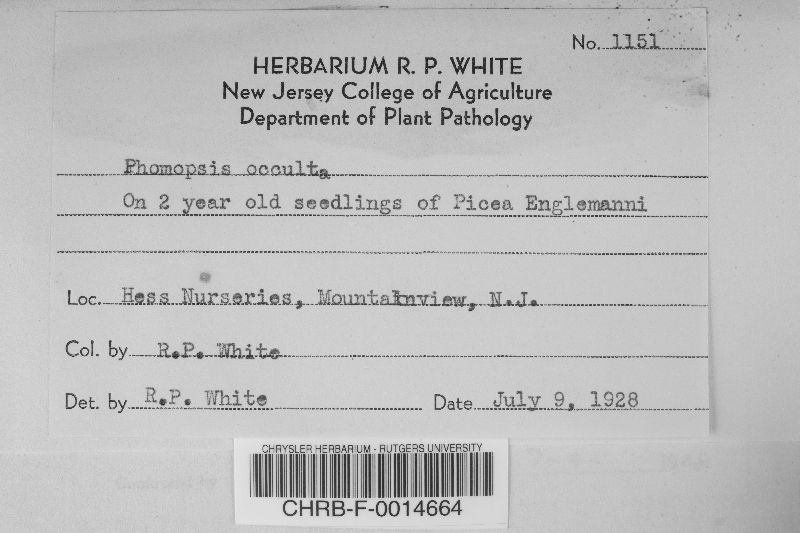 No. 1151
HERBARIUM R. P. WHITE
New Jersey College of Agriculture
Department of Plant Pathology
Phomopsis occulta
On 2 year old seedlings of Picea Englemanni
Loc. Hess Nurseries, Mountainview, N.J.
Col. by R.P. White
Det. by R.P. White Date July 9, 1928
CHRYSLER HERBARIUM - RUTGERS UNIVERSITY
CHRB-F-0014664